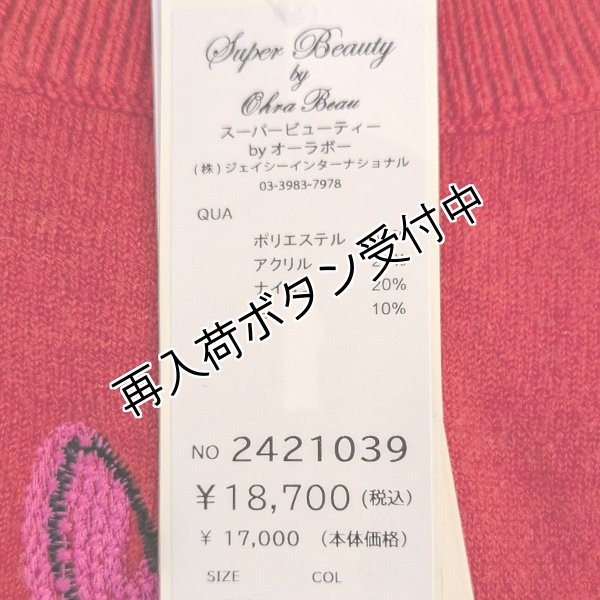 Super Beauty
by
Ohra Beau
スーパービューティー
by オーラボー
(株)ジェイシーインターナショナル
03-3983-7978
QUA
ポリエステル
アクリル
20%
10%
再入荷ボタン受付中
NO 2421039
¥18,700(税込)
¥ 17,000 (本体価格)
SIZE COL